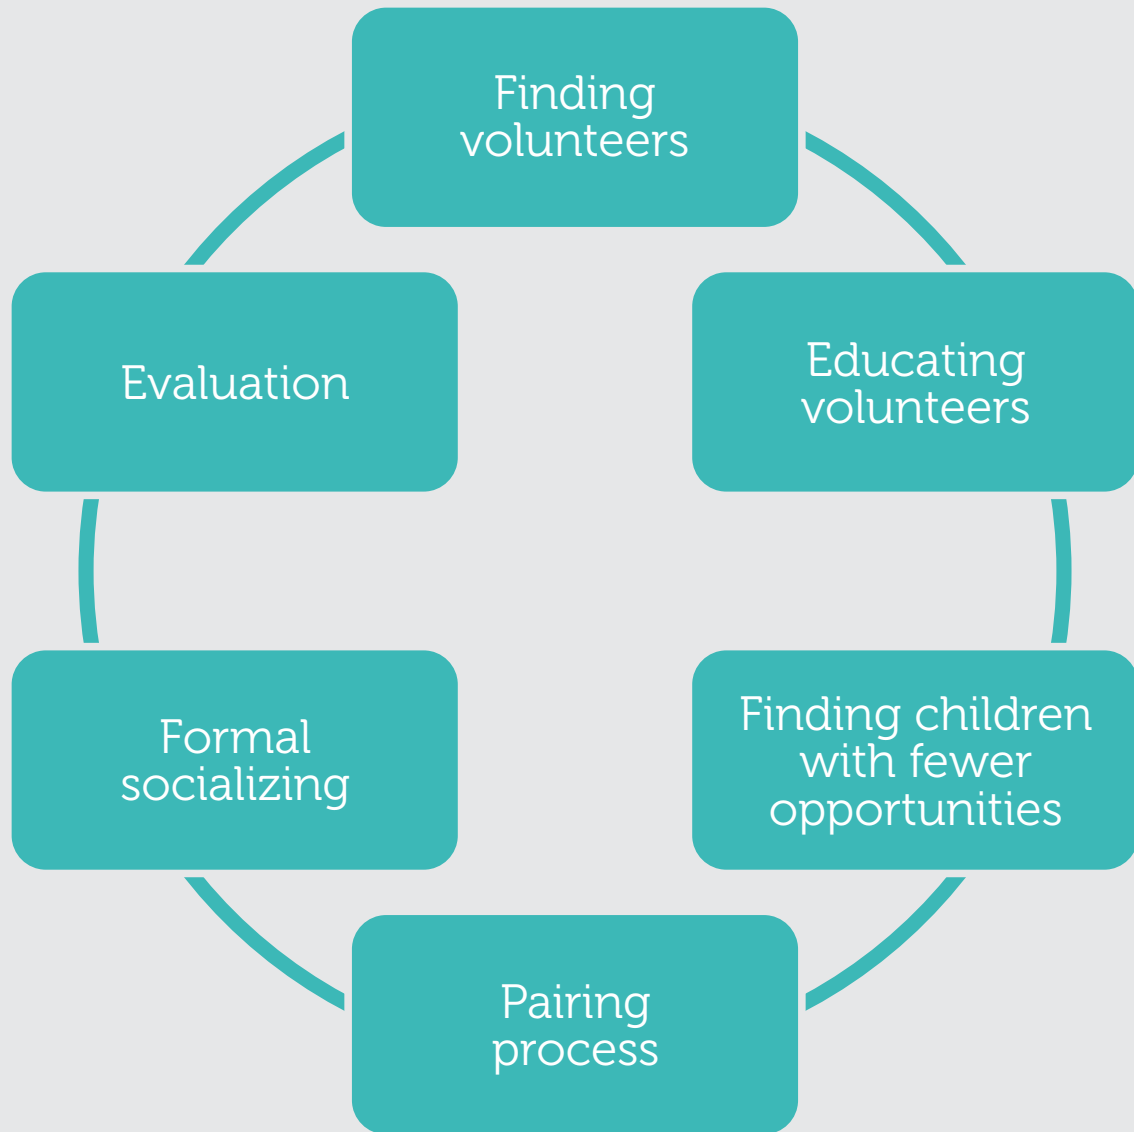 Finding
volunteers
Educating
volunteers
Finding children
with fewer
opportunities
Pairing
process
Formal
socializing
Evaluation